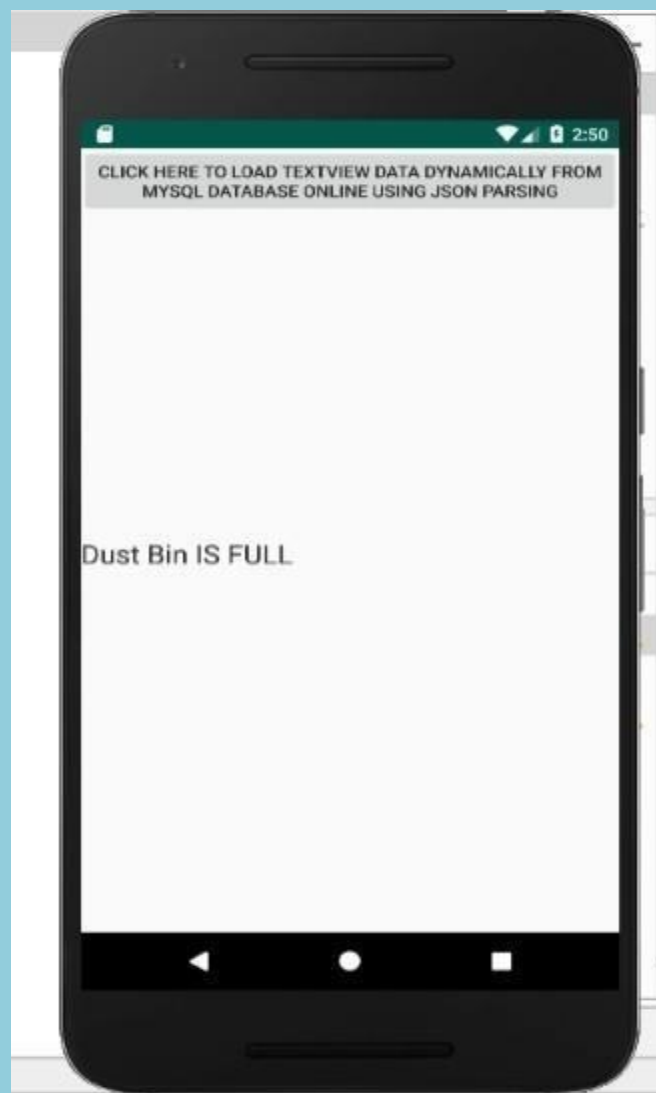 2:50
CLICK HERE TO LOAD TEXTVIEW DATA DYNAMICALLY FROM
MYSQL DATABASE ONLINE USING JSON PARSING
Dust Bin IS FULL